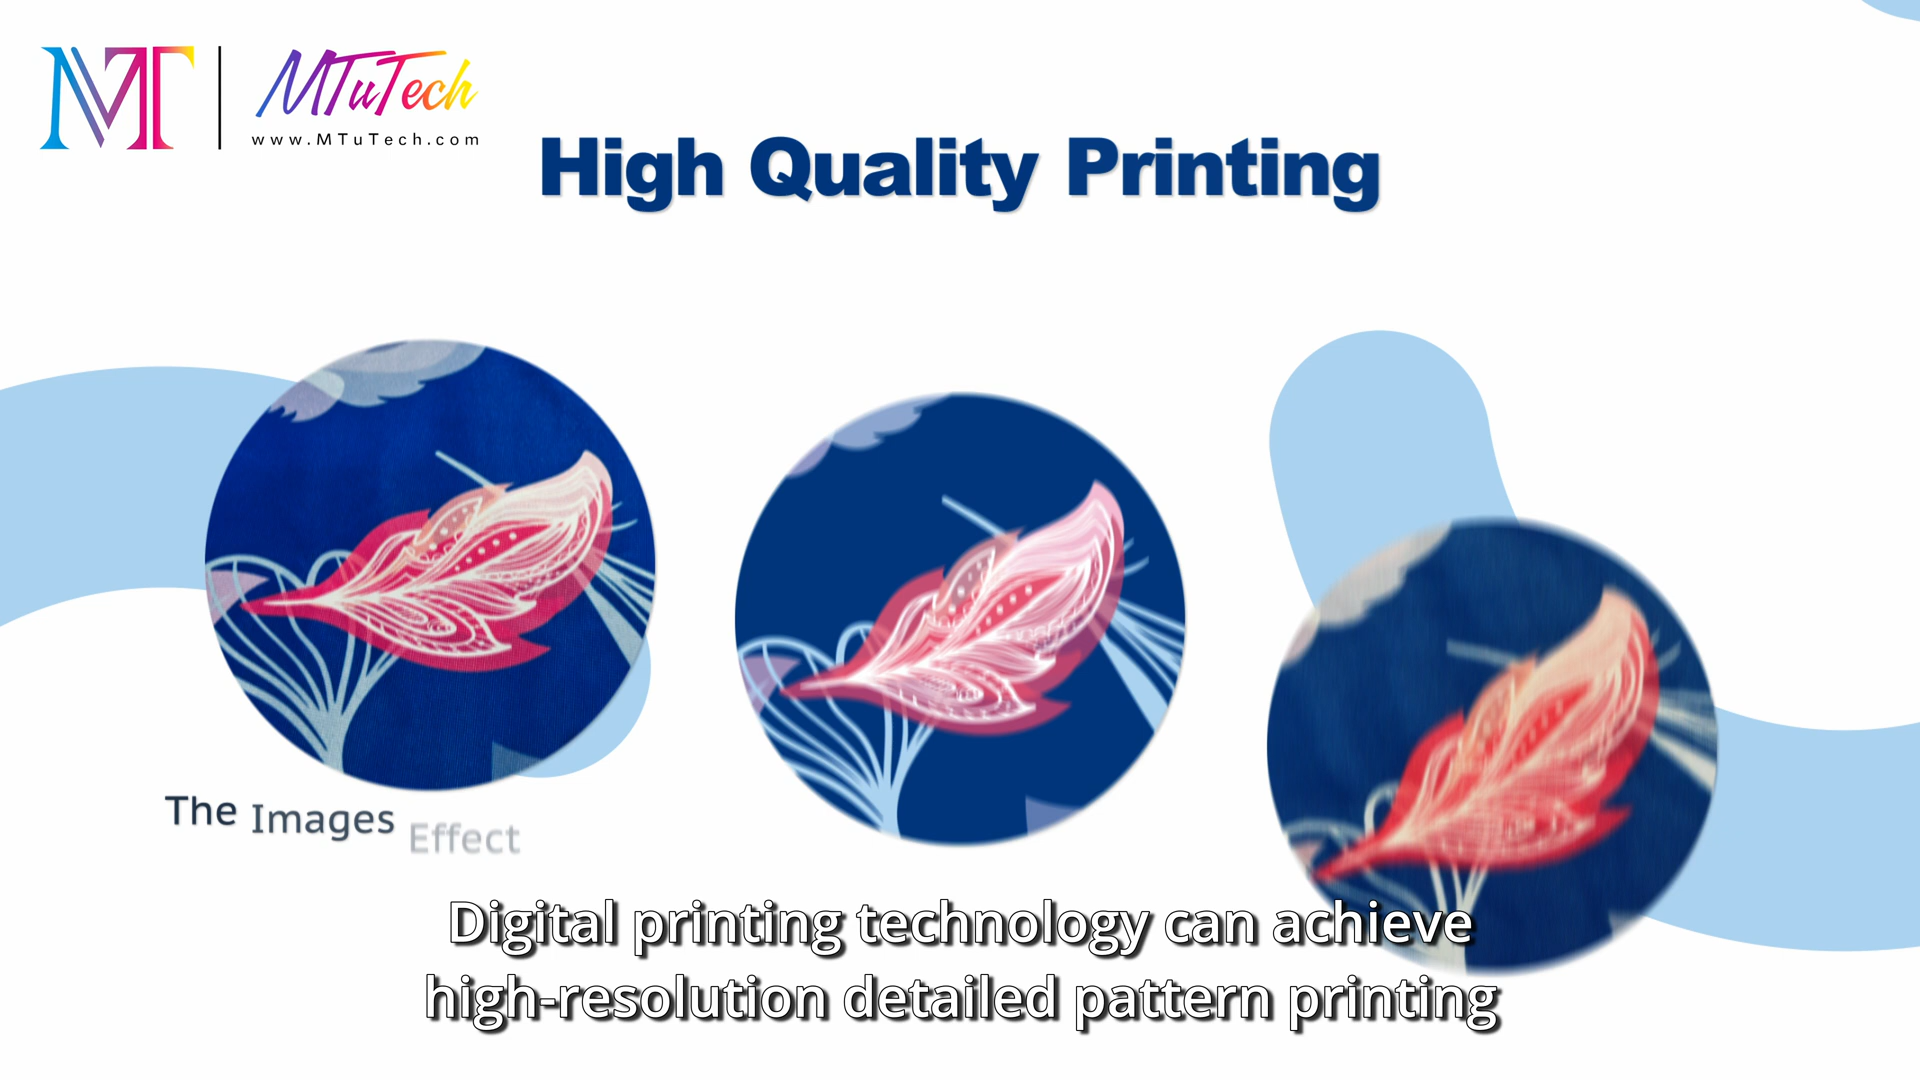 MT
MTuTech
www.MTuTech.com
High Quality Printing
The Images Effect
Digital printing technology can achieve
high-resolution detailed pattern printing